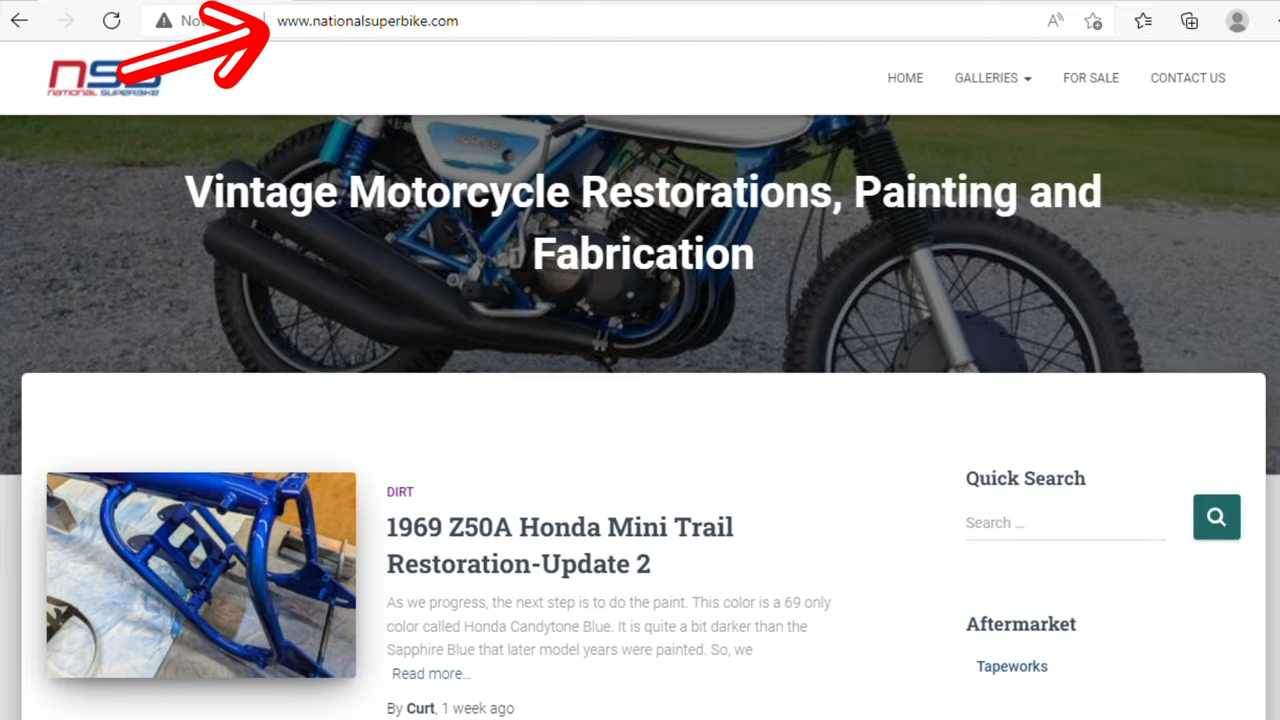 www.nationalsuperbike.com
NATIONAL SUPERBIKE
HOME GALLERIES FOR SALE CONTACT US
Vintage Motorcycle Restorations, Painting and
Fabrication
DIRT
1969 Z50A Honda Mini Trail
Restoration-Update 2
As we progress, the next step is to do the paint. This color is a 69 only
color called Honda Candytone Blue. It is quite a bit darker than the
Sapphire Blue that later model years were painted. So, we
Read more...
By Curt, 1 week ago
Quick Search
Search ...
Aftermarket
Tapeworks